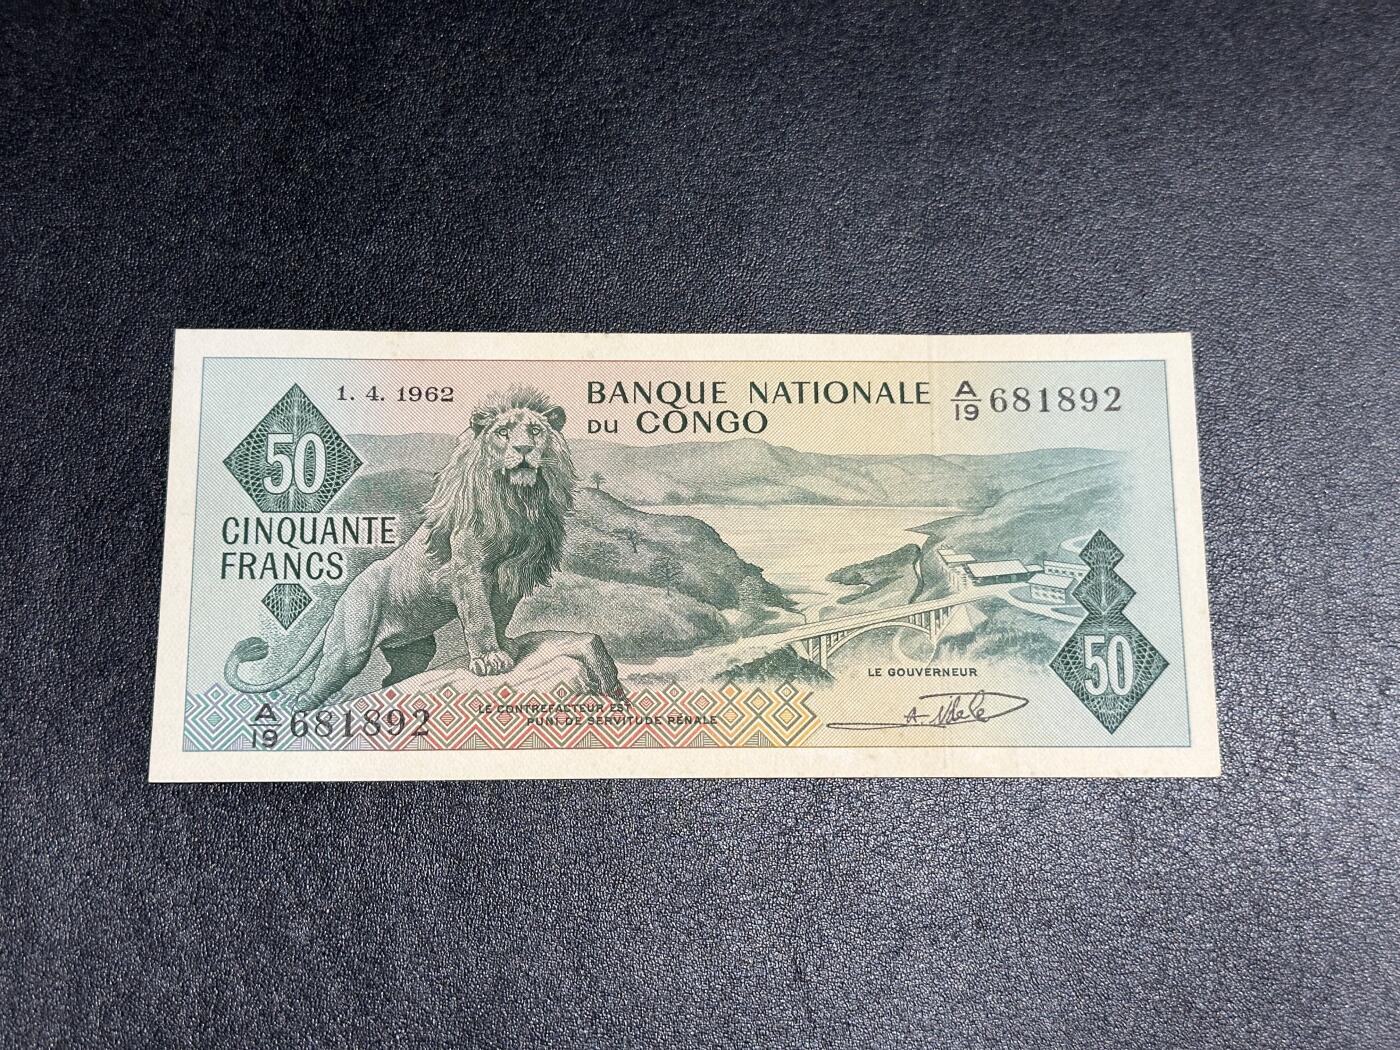 50
1. 4. 1962
BANQUE NATIONALE
DU CONGO
A/19 681892
CINQUANTE
FRANCS
50
LE GOUVERNEUR
A/19 681892
LE CONTREFACTEUR EST
PUNI DE SERVITUDE PÉNALE